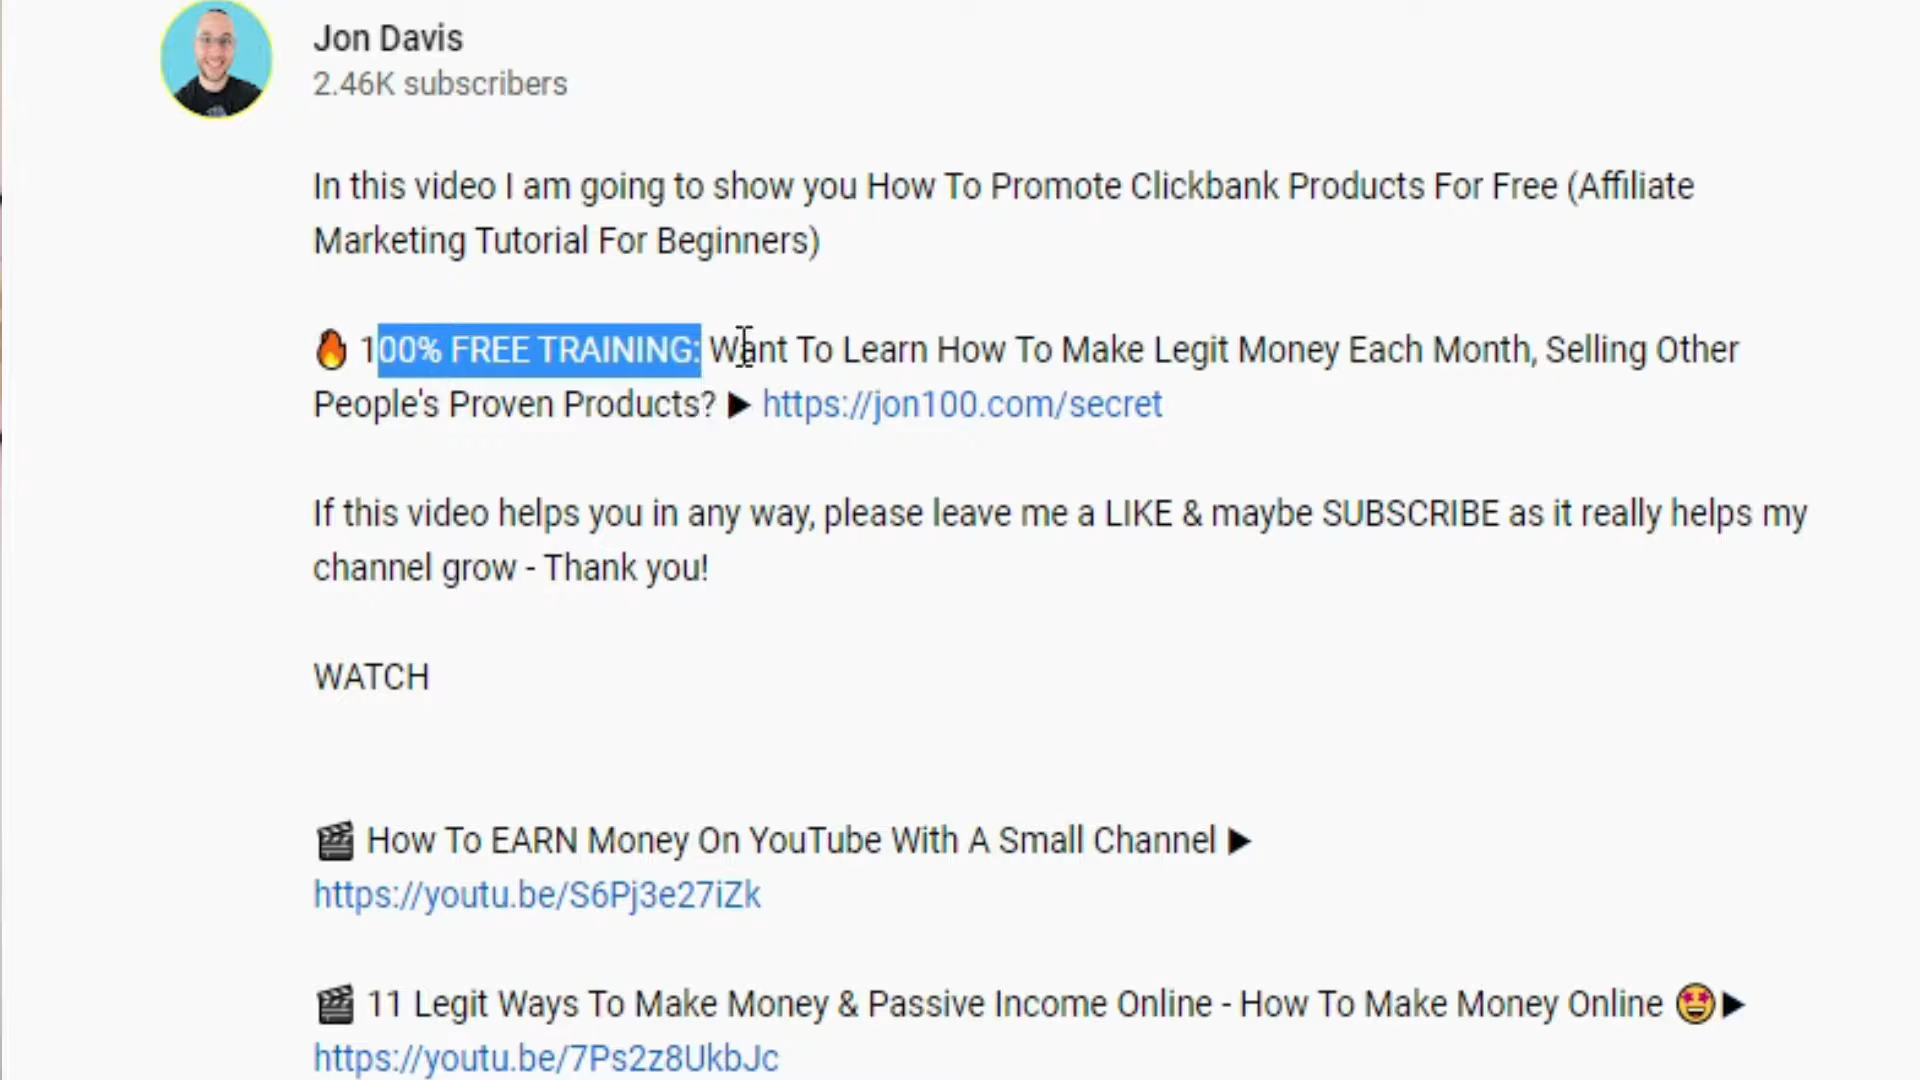 Jon Davis
2.46K subscribers
In this video I am going to show you How To Promote Clickbank Products For Free (Affiliate
Marketing Tutorial For Beginners)
🔥 100% FREE TRAINING: Want To Learn How To Make Legit Money Each Month, Selling Other
People's Proven Products? ▶ https://jon100.com/secret
If this video helps you in any way, please leave me a LIKE & maybe SUBSCRIBE as it really helps my
channel grow - Thank you!
WATCH
🎬 How To EARN Money On YouTube With A Small Channel ▶
https://youtu.be/S6Pj3e27iZk
🎬 11 Legit Ways To Make Money & Passive Income Online - How To Make Money Online 🤩▶
https://youtu.be/7Ps2z8UkbJc